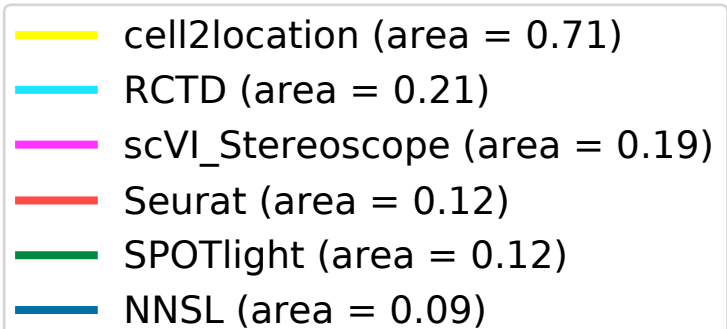 cell2location (area = 0.71)
RCTD (area = 0.21)
scVI_Stereoscope (area = 0.19)
Seurat (area = 0.12)
SPOTlight (area = 0.12)
NNSL (area = 0.09)